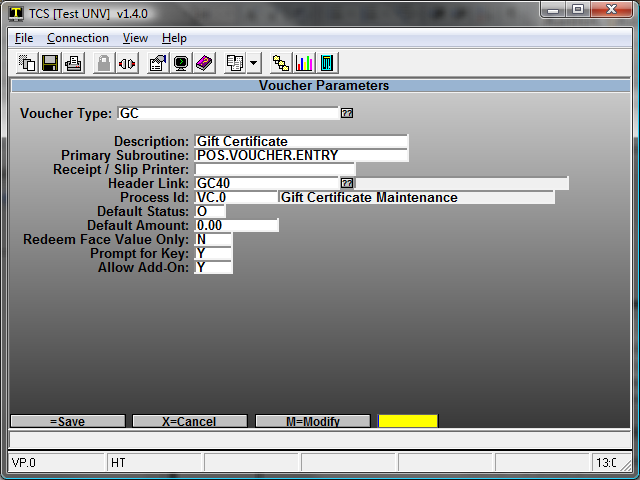 TCS [Test UNV] v1.4.0
File Connection View Help
Voucher Parameters
Voucher Type: GC ??
Description: Gift Certificate
Primary Subroutine: POS.VOUCHER.ENTRY
Receipt / Slip Printer:
Header Link: GC40 ??
Process Id: VC.0 Gift Certificate Maintenance
Default Status: O
Default Amount: 0.00
Redeem Face Value Only: N
Prompt for Key: Y
Allow Add-On: Y
=Save X=Cancel M=Modify
VP.0 HT